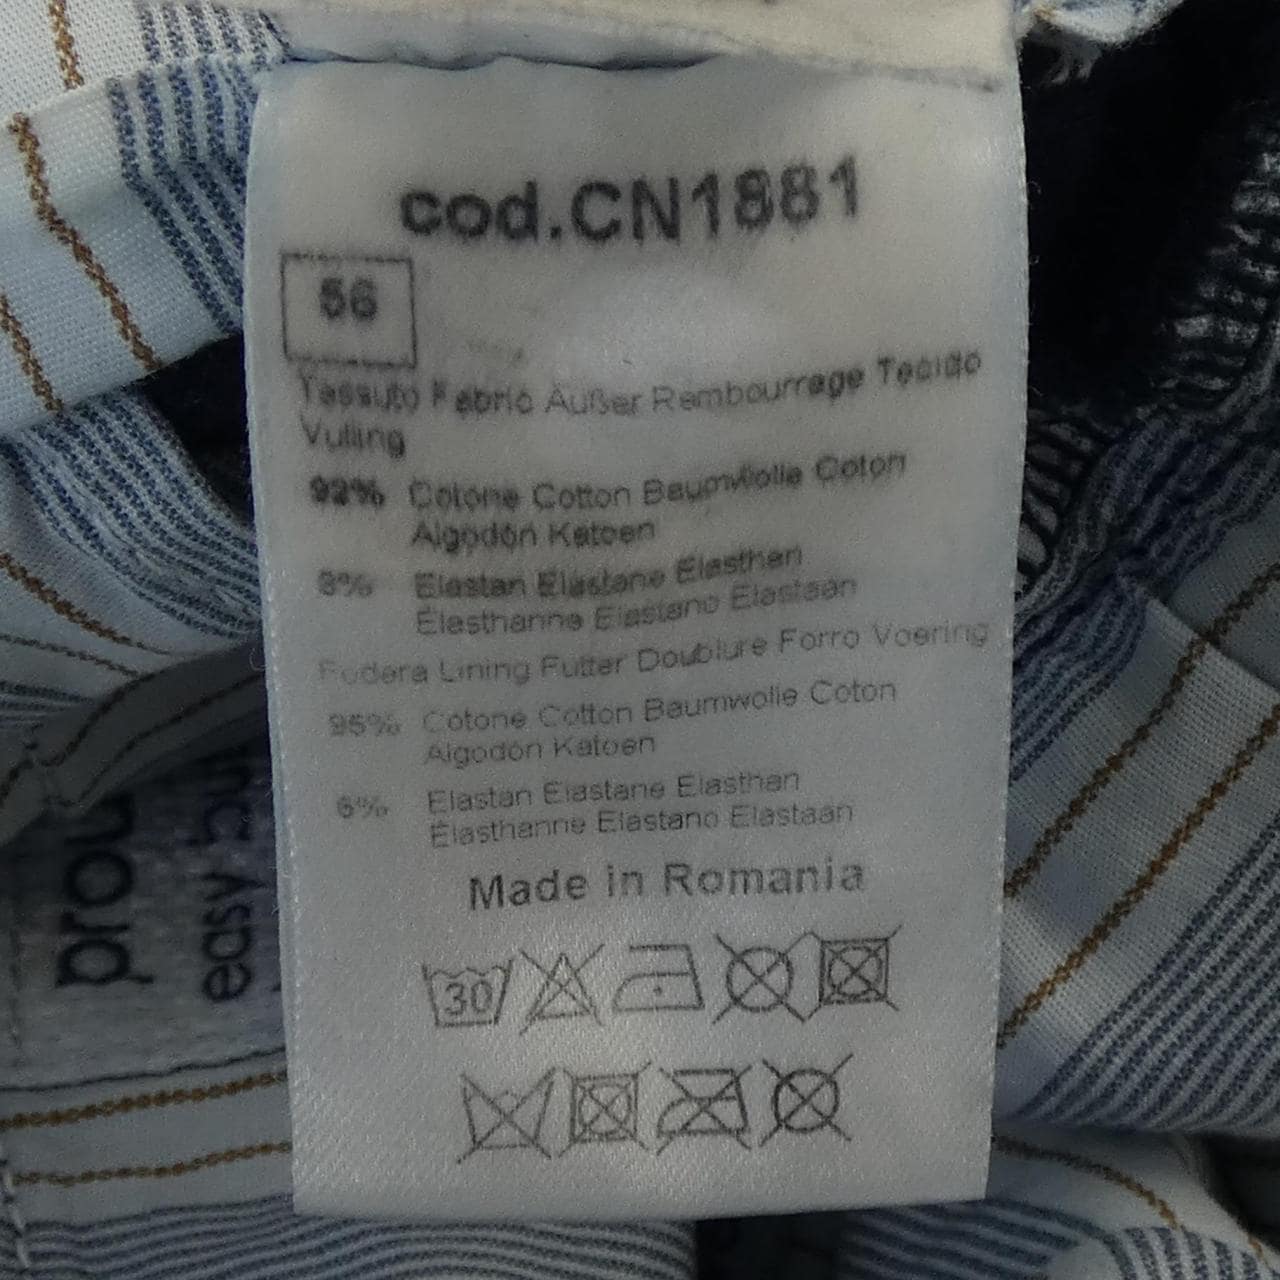 cod.CN1881
56
Tessuto Fabric Außer Rembourrage Tecido
Vulling
92% Cotone Cotton Baumwolle Coton
Algodón Katoen
8% Elastan Elastane Elasthan
Élasthanne Elastano Elastaan
Fodera Lining Futter Doublure Forro Voering
95% Cotone Cotton Baumwolle Coton
Algodón Katoen
Elastan Elastane Elasthan
Élasthanne Elastano Elastaan
Made in Romania
30
easy